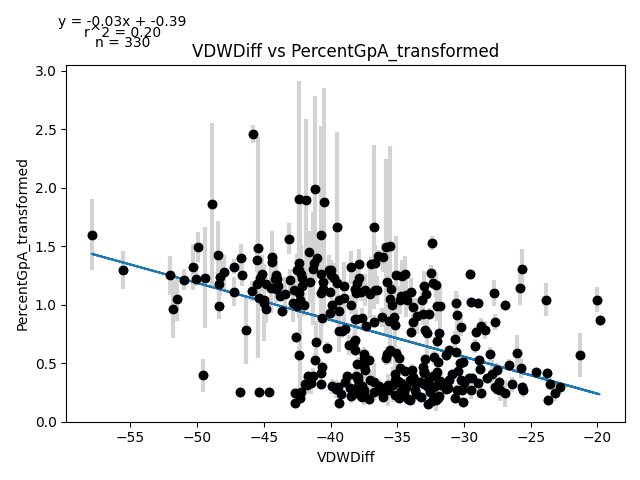 y = -0.03x + -0.39
r^2 = 0.20
n = 330
VDWDiff vs PercentGpA_transformed
3.0
2.5
2.0
1.5
1.0
0.5
0.0
PercentGpA_transformed
−55 −50 −45 −40 −35 −30 −25 −20
VDWDiff